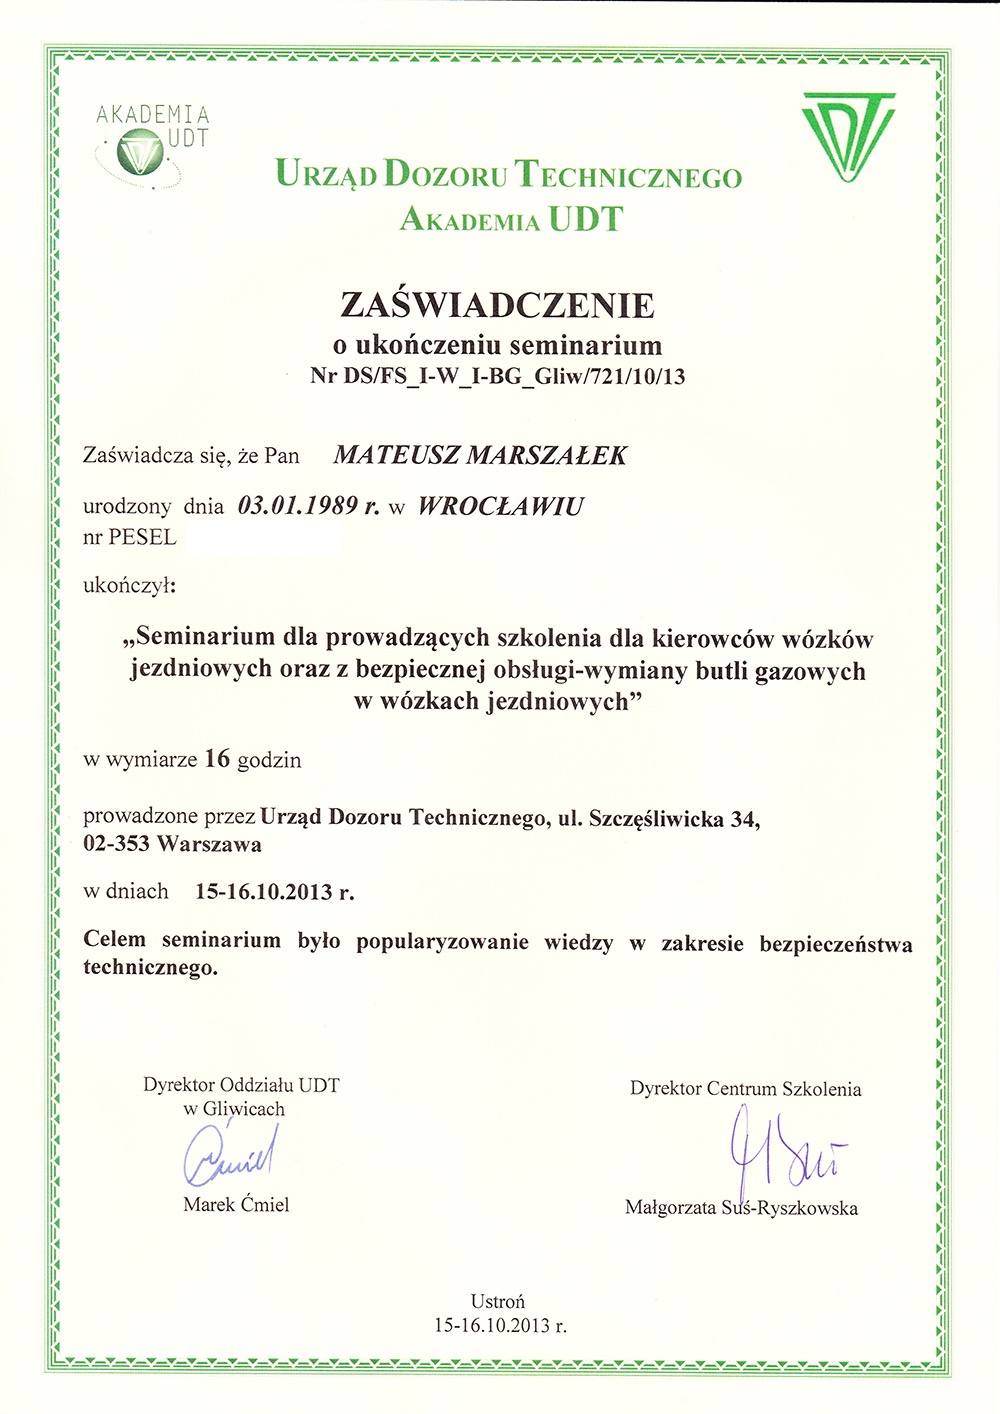 AKADEMIA
UDT
UDT
URZĄD DOZORU TECHNICZNEGO
AKADEMIA UDT
ZAŚWIADCZENIE
o ukończeniu seminarium
Nr DS/FS_I-W_I-BG_Gliw/721/10/13
Zaświadcza się, że Pan MATEUSZ MARSZAŁEK
urodzony dnia 03.01.1989 r. w WROCŁAWIU
nr PESEL
ukończył:
„Seminarium dla prowadzących szkolenia dla kierowców wózków
jezdniowych oraz z bezpiecznej obsługi-wymiany butli gazowych
w wózkach jezdniowych”
w wymiarze 16 godzin
prowadzone przez Urząd Dozoru Technicznego, ul. Szczęśliwicka 34,
02-353 Warszawa
w dniach 15-16.10.2013 r.
Celem seminarium było popularyzowanie wiedzy w zakresie bezpieczeństwa
technicznego.
Dyrektor Oddziału UDT
w Gliwicach
Ćmiel
Marek Ćmiel
Dyrektor Centrum Szkolenia
Małgorzata Suś-Ryszkowska
Ustroń
15-16.10.2013 r.